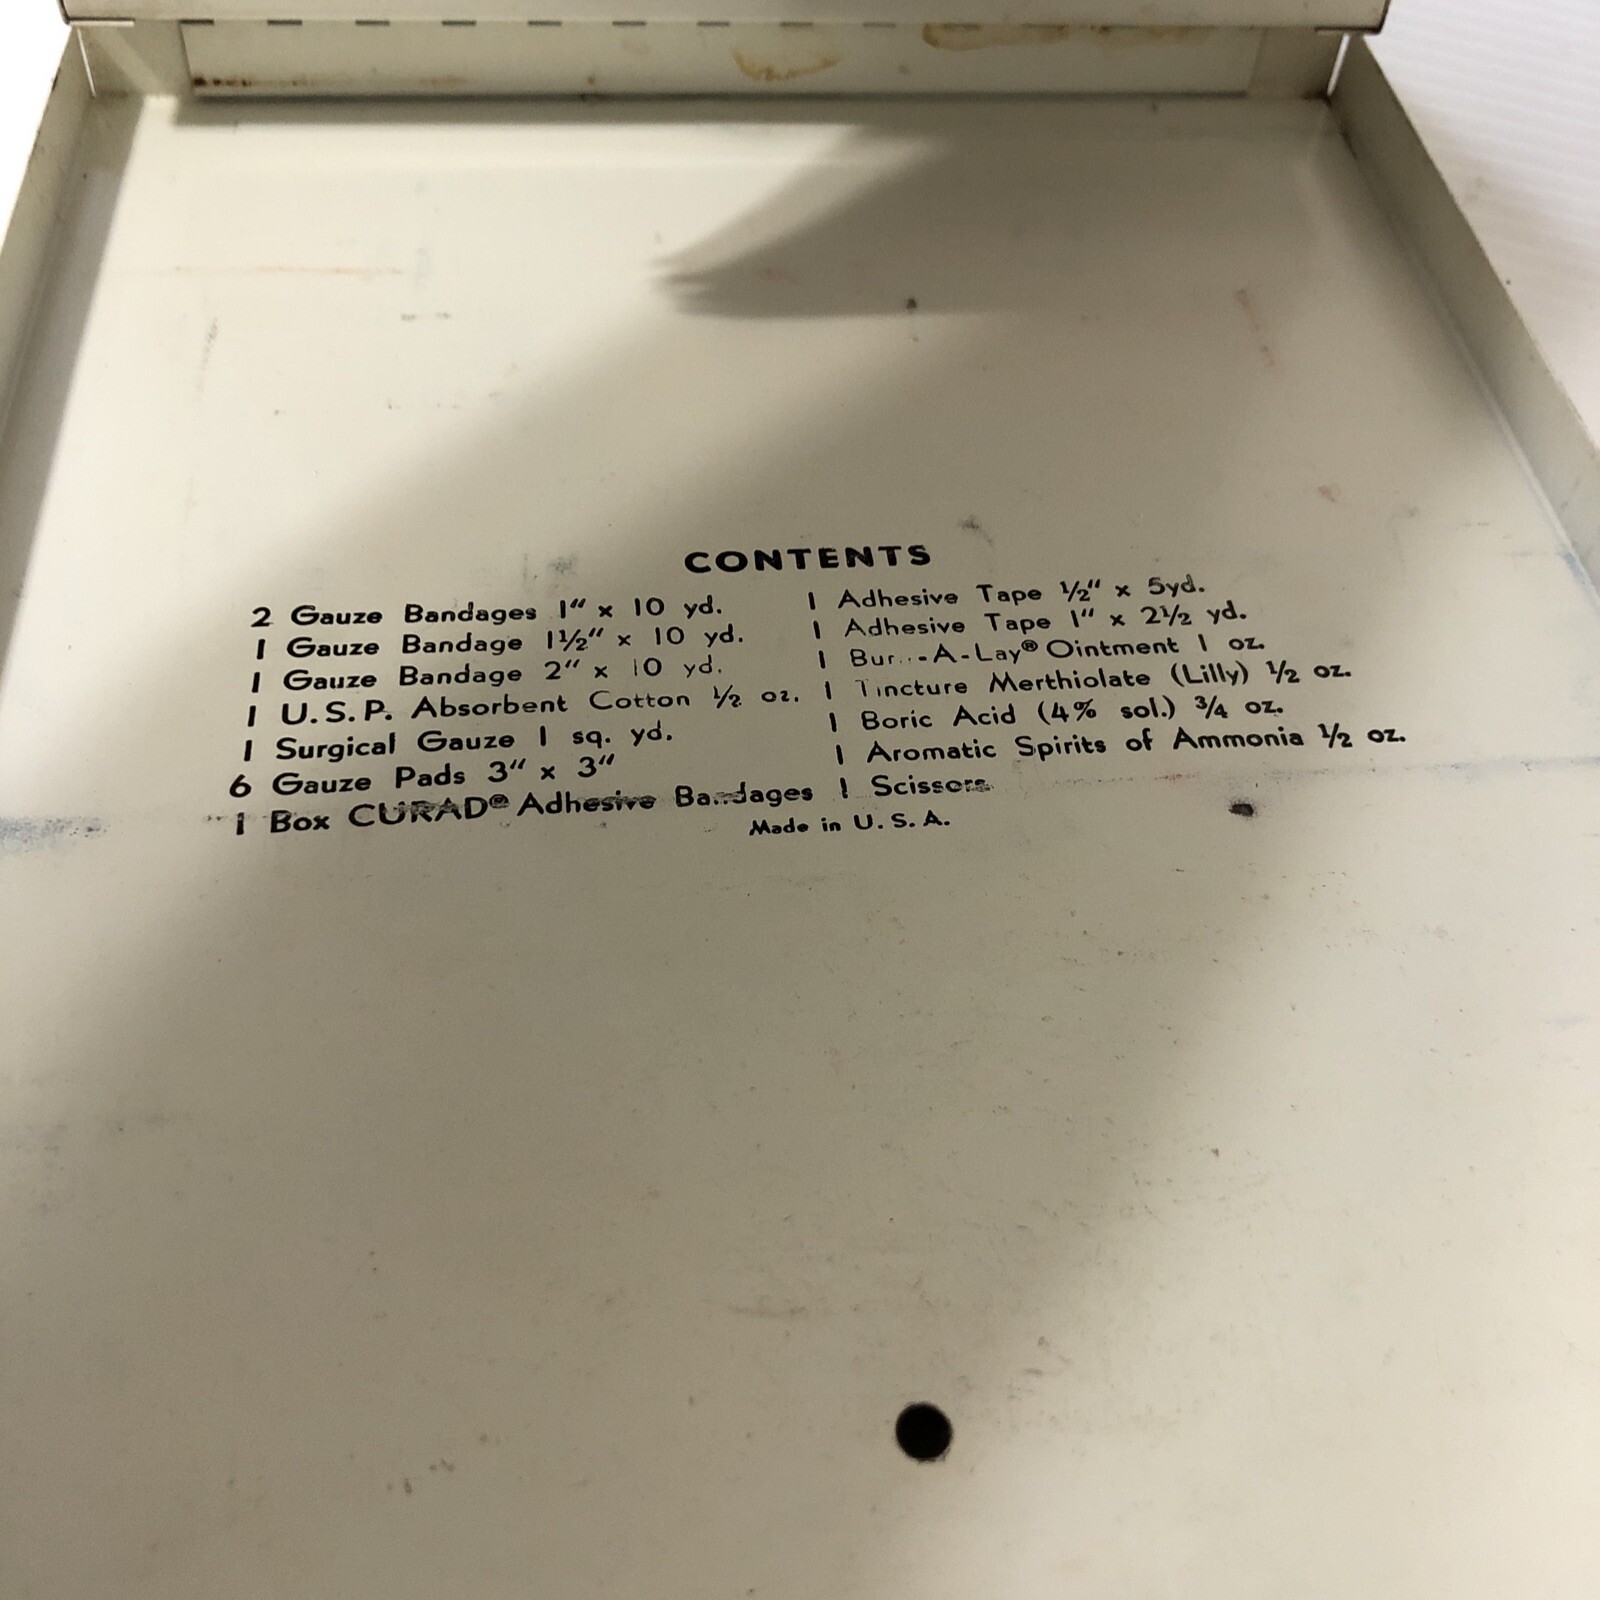 CONTENTS
2 Gauze Bandages 1" x 10 yd.
1 Gauze Bandage 1½" x 10 yd.
1 Gauze Bandage 2" x 10 yd.
1 U.S.P. Absorbent Cotton ½ oz.
1 Surgical Gauze 1 sq. yd.
6 Gauze Pads 3" x 3"
1 Box CURAD® Adhesive Bandages
1 Adhesive Tape ½" x 5yd.
1 Adhesive Tape 1" x 2½ yd.
1 -A-Lay® Ointment 1 oz.
1 Tincture Merthiolate (Lilly) ½ oz.
1 Boric Acid (4% sol.) ¾ oz.
1 Aromatic Spirits of Ammonia ½ oz.
1 Scissors
Made in U.S.A.